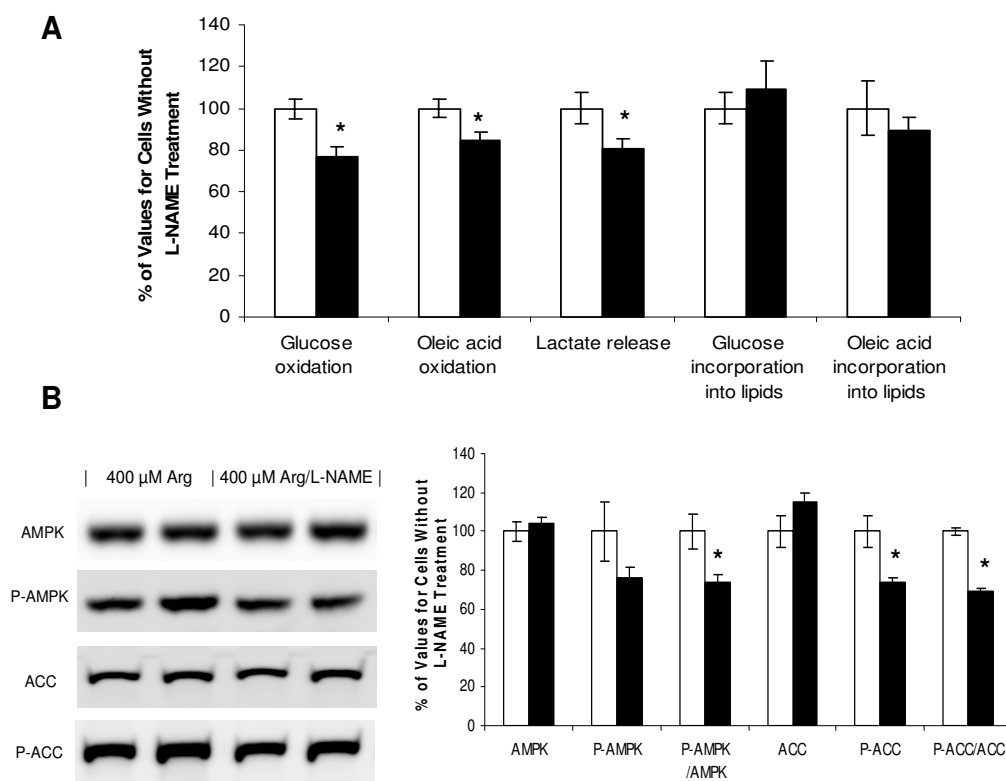 A
% of Values for Cells Without
L-NAME Treatment
140
120
100
80
60
40
20
0
*
*
*
Glucose
oxidation
Oleic acid
oxidation
Lactate release
Glucose
incorporation
into lipids
Oleic acid
incorporation
into lipids
B
| 400 µM Arg | 400 µM Arg/L-NAME |
AMPK
P-AMPK
ACC
P-ACC
% of Values for Cells Without
L-NAME Treatment
140
120
100
80
60
40
20
0
*
*
*
AMPK
P-AMPK
P-AMPK
/AMPK
ACC
P-ACC
P-ACC/ACC